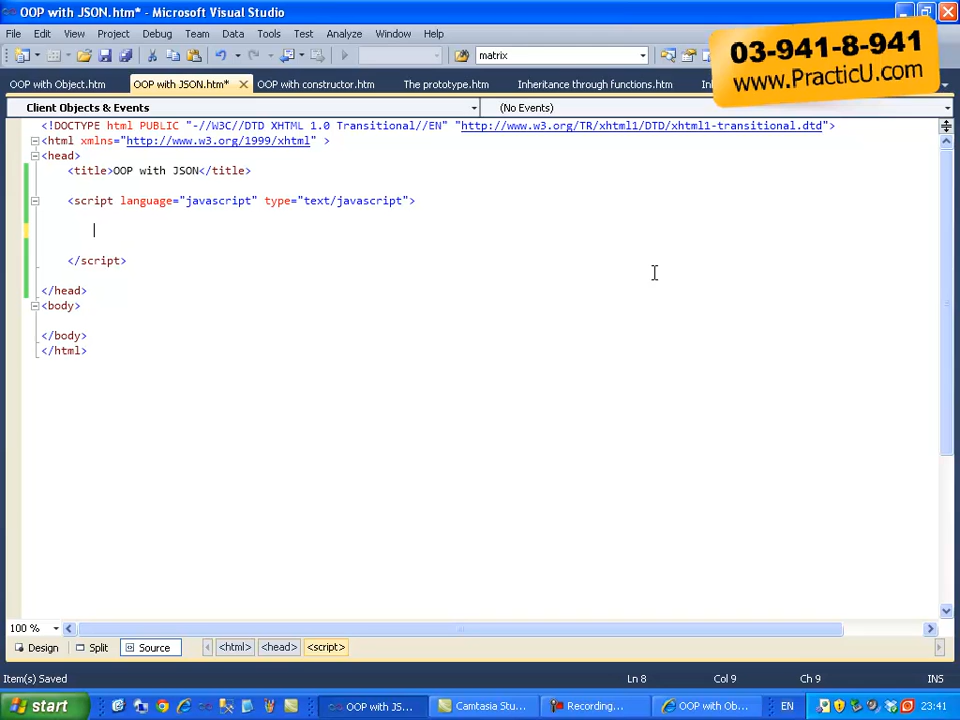 OOP with JSON.htm* - Microsoft Visual Studio
File Edit View Project Debug Team Data Tools Test Analyze Window Help
matrix
03-941-8-941
www.PracticU.com
OOP with Object.htm OOP with JSON.htm* OOP with constructor.htm The prototype.htm Inheritance through functions.htm
Client Objects & Events (No Events)
<!DOCTYPE html PUBLIC "-//W3C//DTD XHTML 1.0 Transitional//EN" "http://www.w3.org/TR/xhtml1/DTD/xhtml1-transitional.dtd">
<html xmlns="http://www.w3.org/1999/xhtml" >
<head>
<title>OOP with JSON</title>
<script language="javascript" type="text/javascript">
</script>
</head>
<body>
</body>
</html>
100 %
Design Split Source <html> <head> <script>
Item(s) Saved Ln 8 Col 9 Ch 9 INS
start OOP with JS... Camtasia Stu... Recording... OOP with Ob... EN 23:41